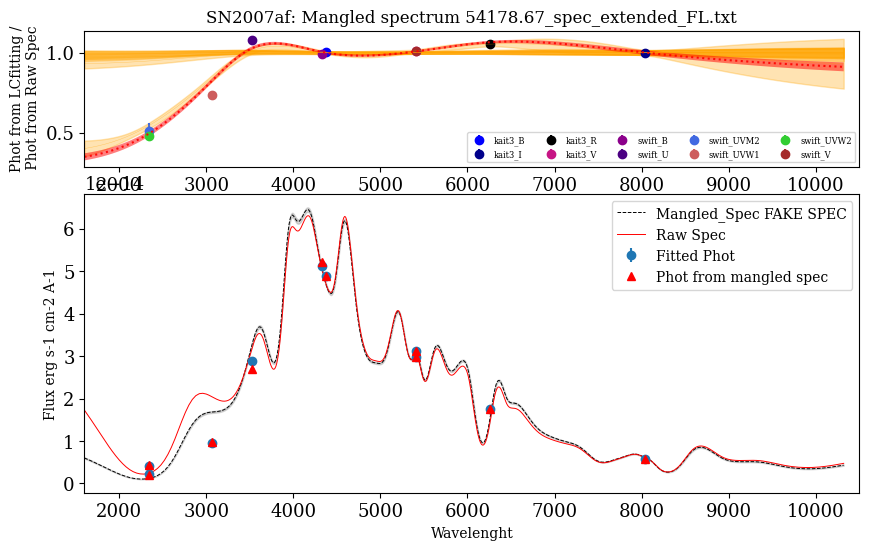 SN2007af: Mangled spectrum 54178.67_spec_extended_FL.txt
Phot from LCfitting /
Phot from Raw Spec
1.0
0.5
kait3_B kait3_R swift_B swift_UVM2 swift_UVW2
kait3_I kait3_V swift_U swift_UVW1 swift_V
2000 3000 4000 5000 6000 7000 8000 9000 10000
1e−14
Flux erg s-1 cm-2 A-1
6
5
4
3
2
1
0
Mangled_Spec FAKE SPEC
Raw Spec
Fitted Phot
Phot from mangled spec
2000 3000 4000 5000 6000 7000 8000 9000 10000
Wavelenght